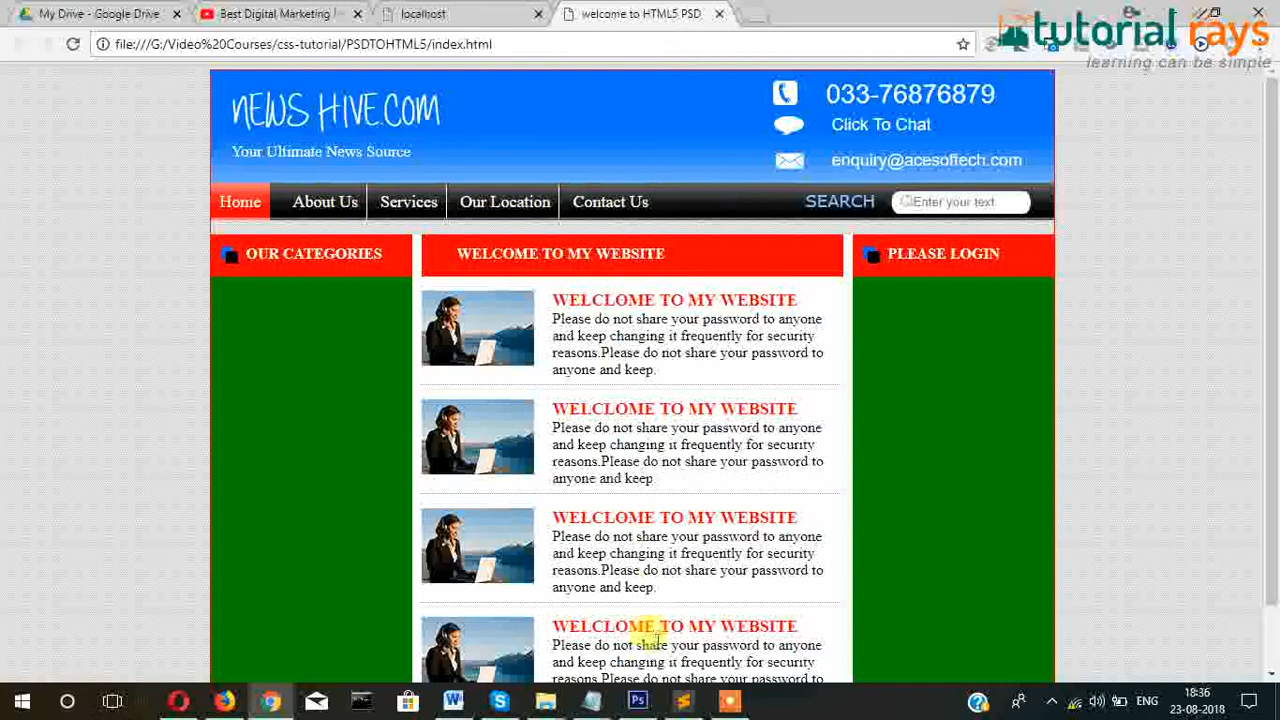 My Drive - Google Drive
Best Digital Marketing I
localhost
welcome to HTML5 PSD
tutorial rays
learning can be simple
file:///G:/Video%20Courses/css-tutorial/PSDTOHTML5/index.html
NEWS HIVE.COM
Your Ultimate News Source
033-76876879
Click To Chat
enquiry@acesoftech.com
Home About Us Services Our Location Contact Us SEARCH Enter your text
OUR CATEGORIES
WELCOME TO MY WEBSITE
PLEASE LOGIN
WELCLOME TO MY WEBSITE
Please do not share your password to anyone
and keep changing it frequently for security
reasons.Please do not share your password to
anyone and keep.
WELCLOME TO MY WEBSITE
Please do not share your password to anyone
and keep changing it frequently for security
reasons.Please do not share your password to
anyone and keep.
WELCLOME TO MY WEBSITE
Please do not share your password to anyone
and keep changing it frequently for security
reasons.Please do not share your password to
anyone and keep.
WELCLOME TO MY WEBSITE
Please do not share your password to anyone
and keep changing it frequently for security
reasons.Please do not share your password to
ENG
18:36
23-08-2018